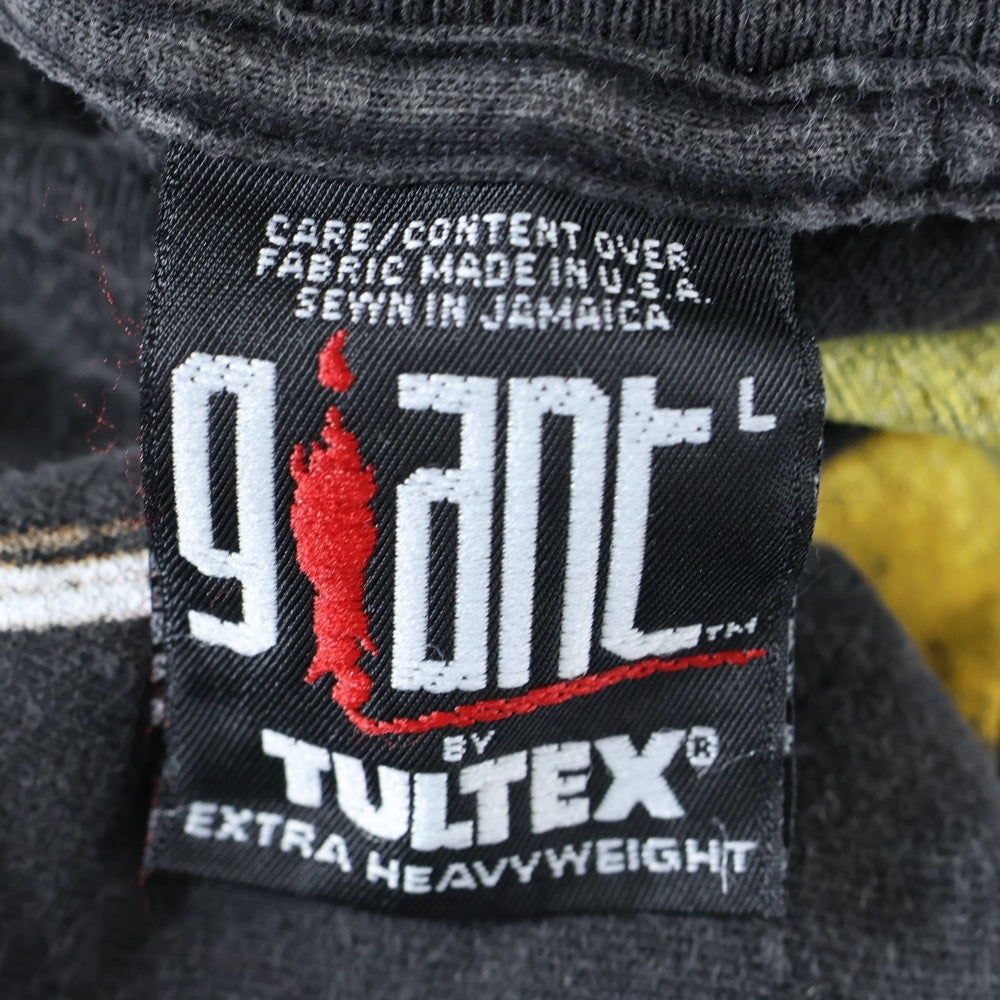 CARE/CONTENT OVER
FABRIC MADE IN U.S.A.
SEWN IN JAMAICA
giant L
TM
BY
TULTEX®
EXTRA HEAVYWEIGHT